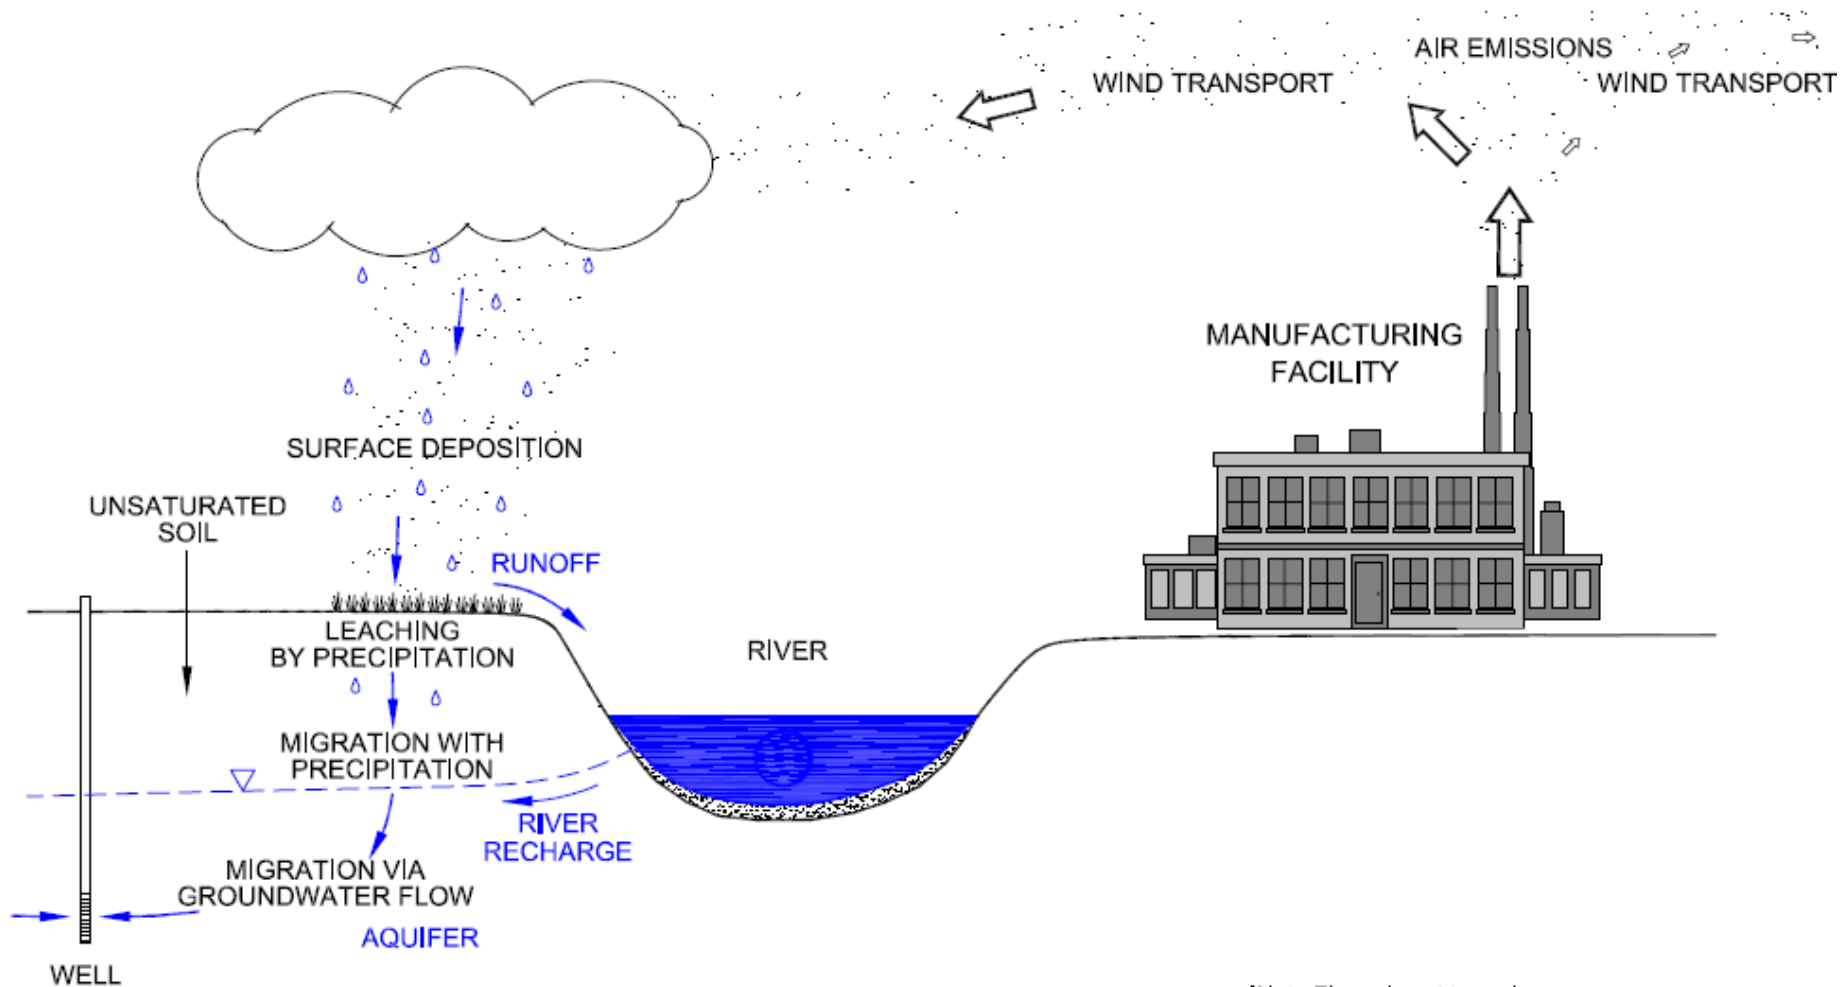 AIR EMISSIONS
WIND TRANSPORT
WIND TRANSPORT
MANUFACTURING
FACILITY
SURFACE DEPOSITION
UNSATURATED
SOIL
RUNOFF
LEACHING
BY PRECIPITATION
RIVER
MIGRATION WITH
PRECIPITATION
RIVER
RECHARGE
MIGRATION VIA
GROUNDWATER FLOW
AQUIFER
WELL